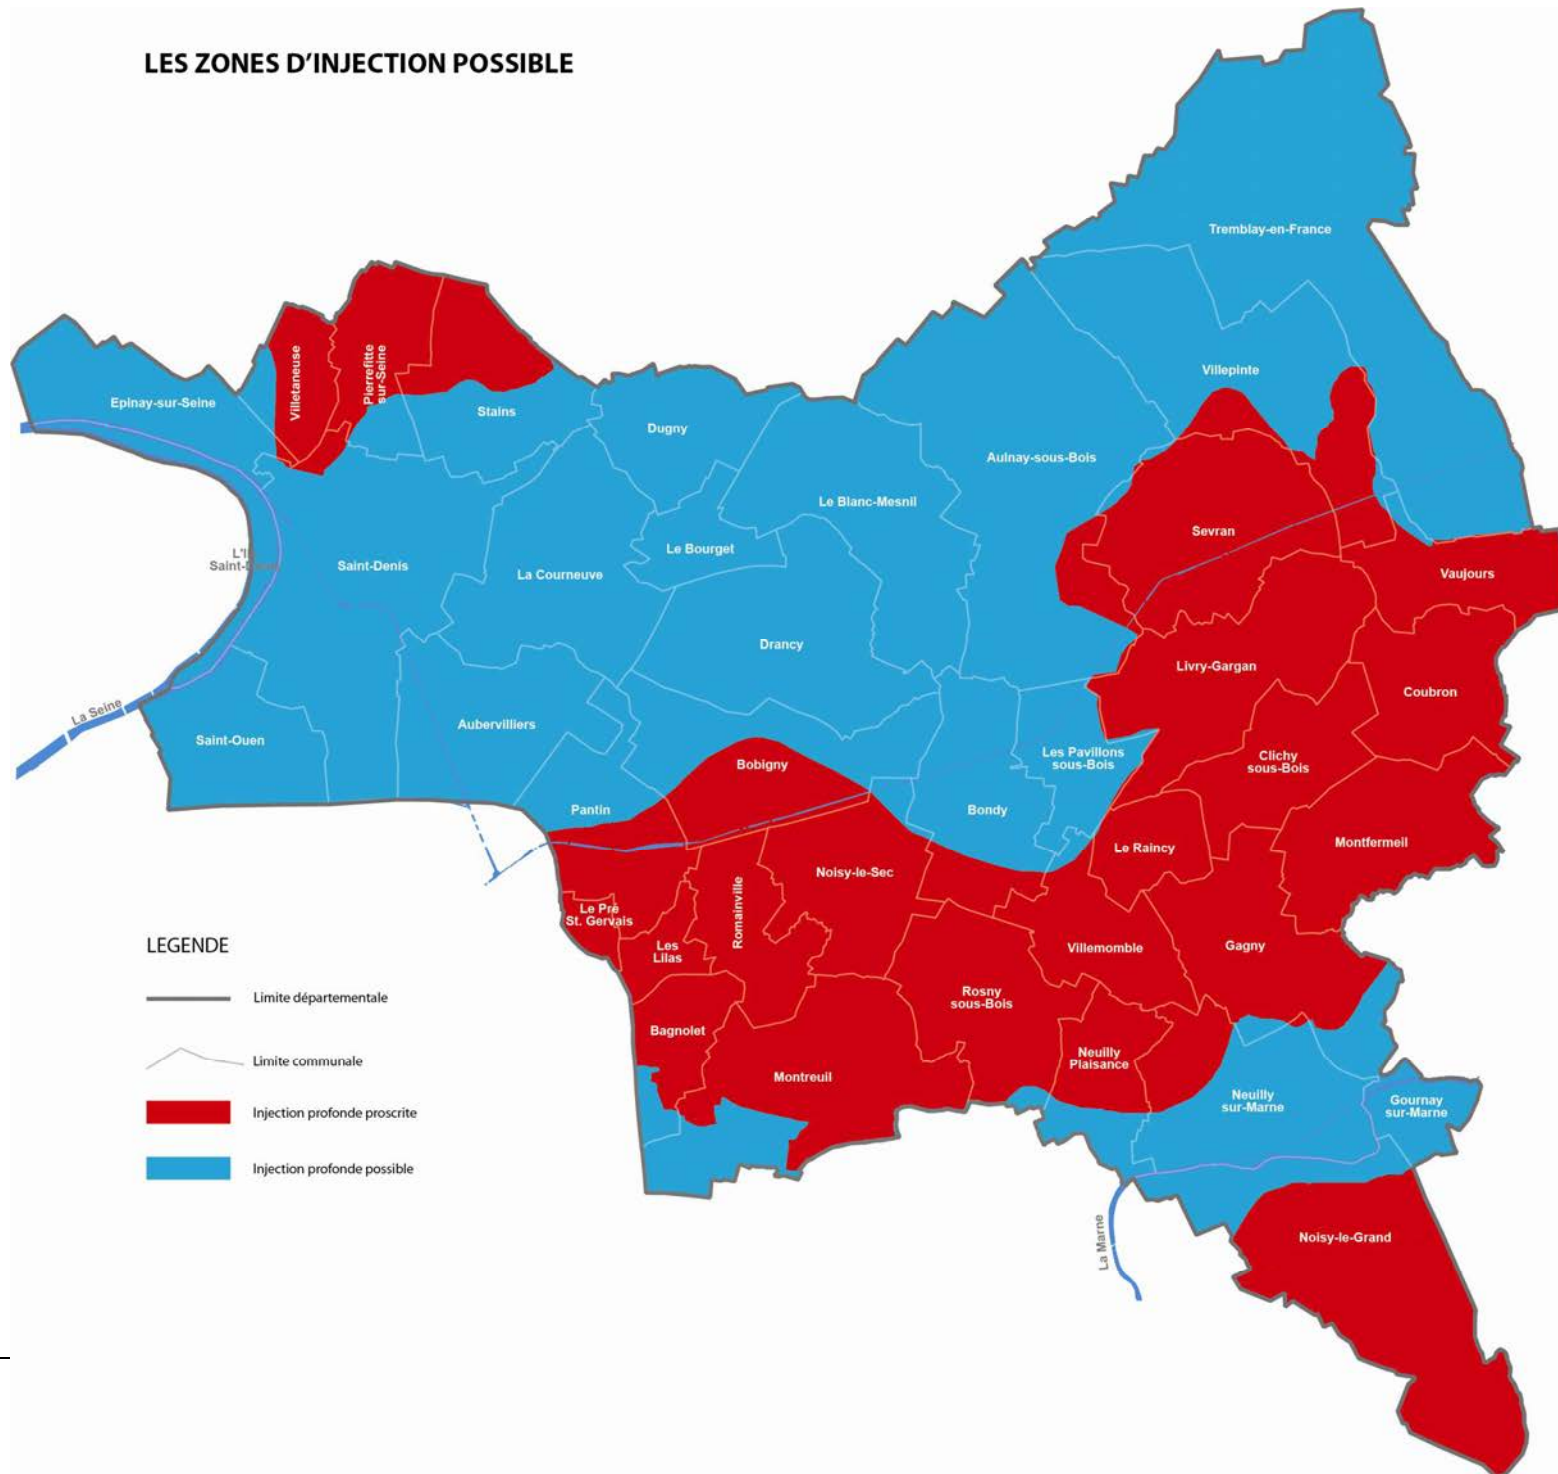 LES ZONES D'INJECTION POSSIBLE
Tremblay-en-France
Villepinte
Villetaneuse
Pierrefitte
sur-Seine
Epinay-sur-Seine
Stains
Dugny
Aulnay-sous-Bois
Le Blanc-Mesnil
Sevran
Le Bourget
L'Il
Saint-Denis
Saint-Denis
La Courneuve
Vaujours
Drancy
Livry-Gargan
Coubron
La Seine
Aubervilliers
Saint-Ouen
Bobigny
Les Pavillons
sous-Bois
Clichy
sous-Bois
Pantin
Bondy
Le Raincy
Montfermeil
Noisy-le-Sec
Romainville
Le Pré
St. Gervais
Les
Lilas
Villemomble
Gagny
Rosny
sous-Bois
Bagnolet
Neuilly
Plaisance
Montreuil
Neuilly
sur-Marne
Gournay
sur-Marne
La Marne
Noisy-le-Grand
LEGENDE
Limite départementale
Limite communale
Injection profonde proscrite
Injection profonde possible